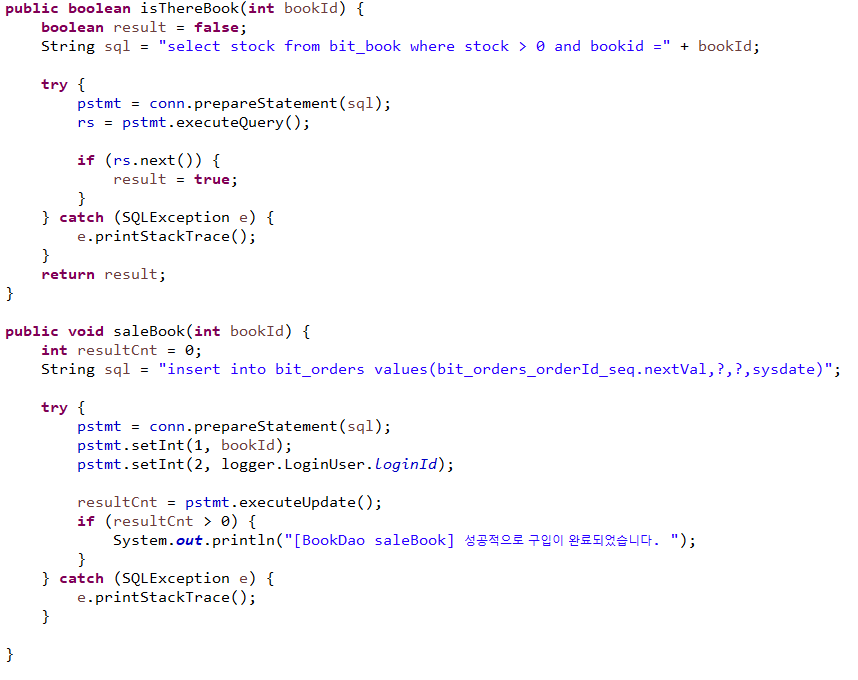 public boolean isThereBook(int bookId) {
    boolean result = false;
    String sql = "select stock from bit_book where stock > 0 and bookid =" + bookId;

    try {
        pstmt = conn.prepareStatement(sql);
        rs = pstmt.executeQuery();

        if (rs.next()) {
            result = true;
        }
    } catch (SQLException e) {
        e.printStackTrace();
    }
    return result;
}

public void saleBook(int bookId) {
    int resultCnt = 0;
    String sql = "insert into bit_orders values(bit_orders_orderId_seq.nextVal,?,?,sysdate)";

    try {
        pstmt = conn.prepareStatement(sql);
        pstmt.setInt(1, bookId);
        pstmt.setInt(2, logger.LoginUser.loginId);

        resultCnt = pstmt.executeUpdate();
        if (resultCnt > 0) {
            System.out.println("[BookDao saleBook] 성공적으로 구입이 완료되었습니다. ");
        }
    } catch (SQLException e) {
        e.printStackTrace();
    }

}